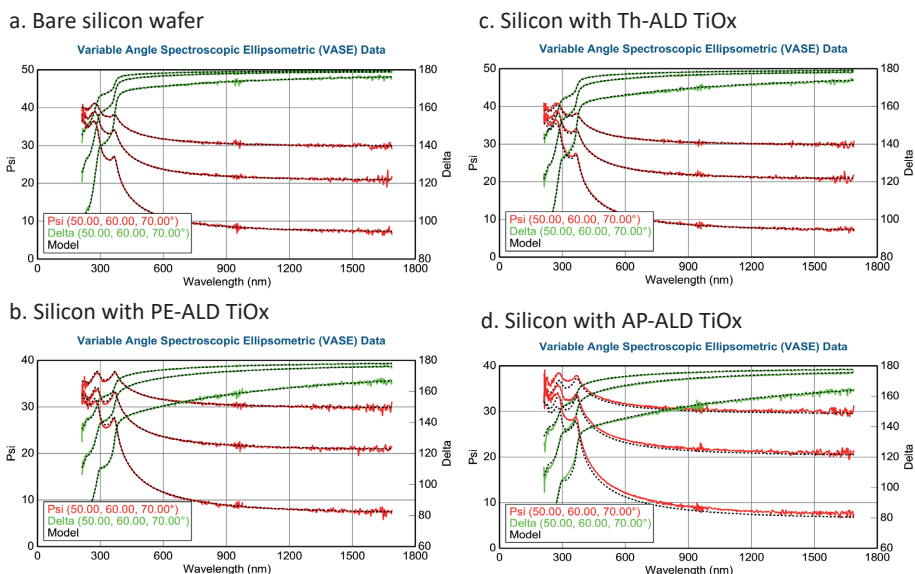 a. Bare silicon wafer
Variable Angle Spectroscopic Ellipsometric (VASE) Data
50
40
30
20
10
0
Psi
180
160
140
120
100
80
Delta
Psi (50.00, 60.00, 70.00°)
Delta (50.00, 60.00, 70.00°)
Model
0 300 600 900 1200 1500 1800
Wavelength (nm)
c. Silicon with Th-ALD TiOx
Variable Angle Spectroscopic Ellipsometric (VASE) Data
50
40
30
20
10
0
Psi
180
160
140
120
100
80
Delta
Psi (50.00, 60.00, 70.00°)
Delta (50.00, 60.00, 70.00°)
Model
0 300 600 900 1200 1500 1800
Wavelength (nm)
b. Silicon with PE-ALD TiOx
Variable Angle Spectroscopic Ellipsometric (VASE) Data
40
30
20
10
0
Psi
180
160
140
120
100
80
60
Delta
Psi (50.00, 60.00, 70.00°)
Delta (50.00, 60.00, 70.00°)
Model
0 300 600 900 1200 1500 1800
Wavelength (nm)
d. Silicon with AP-ALD TiOx
Variable Angle Spectroscopic Ellipsometric (VASE) Data
40
30
20
10
0
Psi
180
160
140
120
100
80
60
Delta
Psi (50.00, 60.00, 70.00°)
Delta (50.00, 60.00, 70.00°)
Model
0 300 600 900 1200 1500 1800
Wavelength (nm)